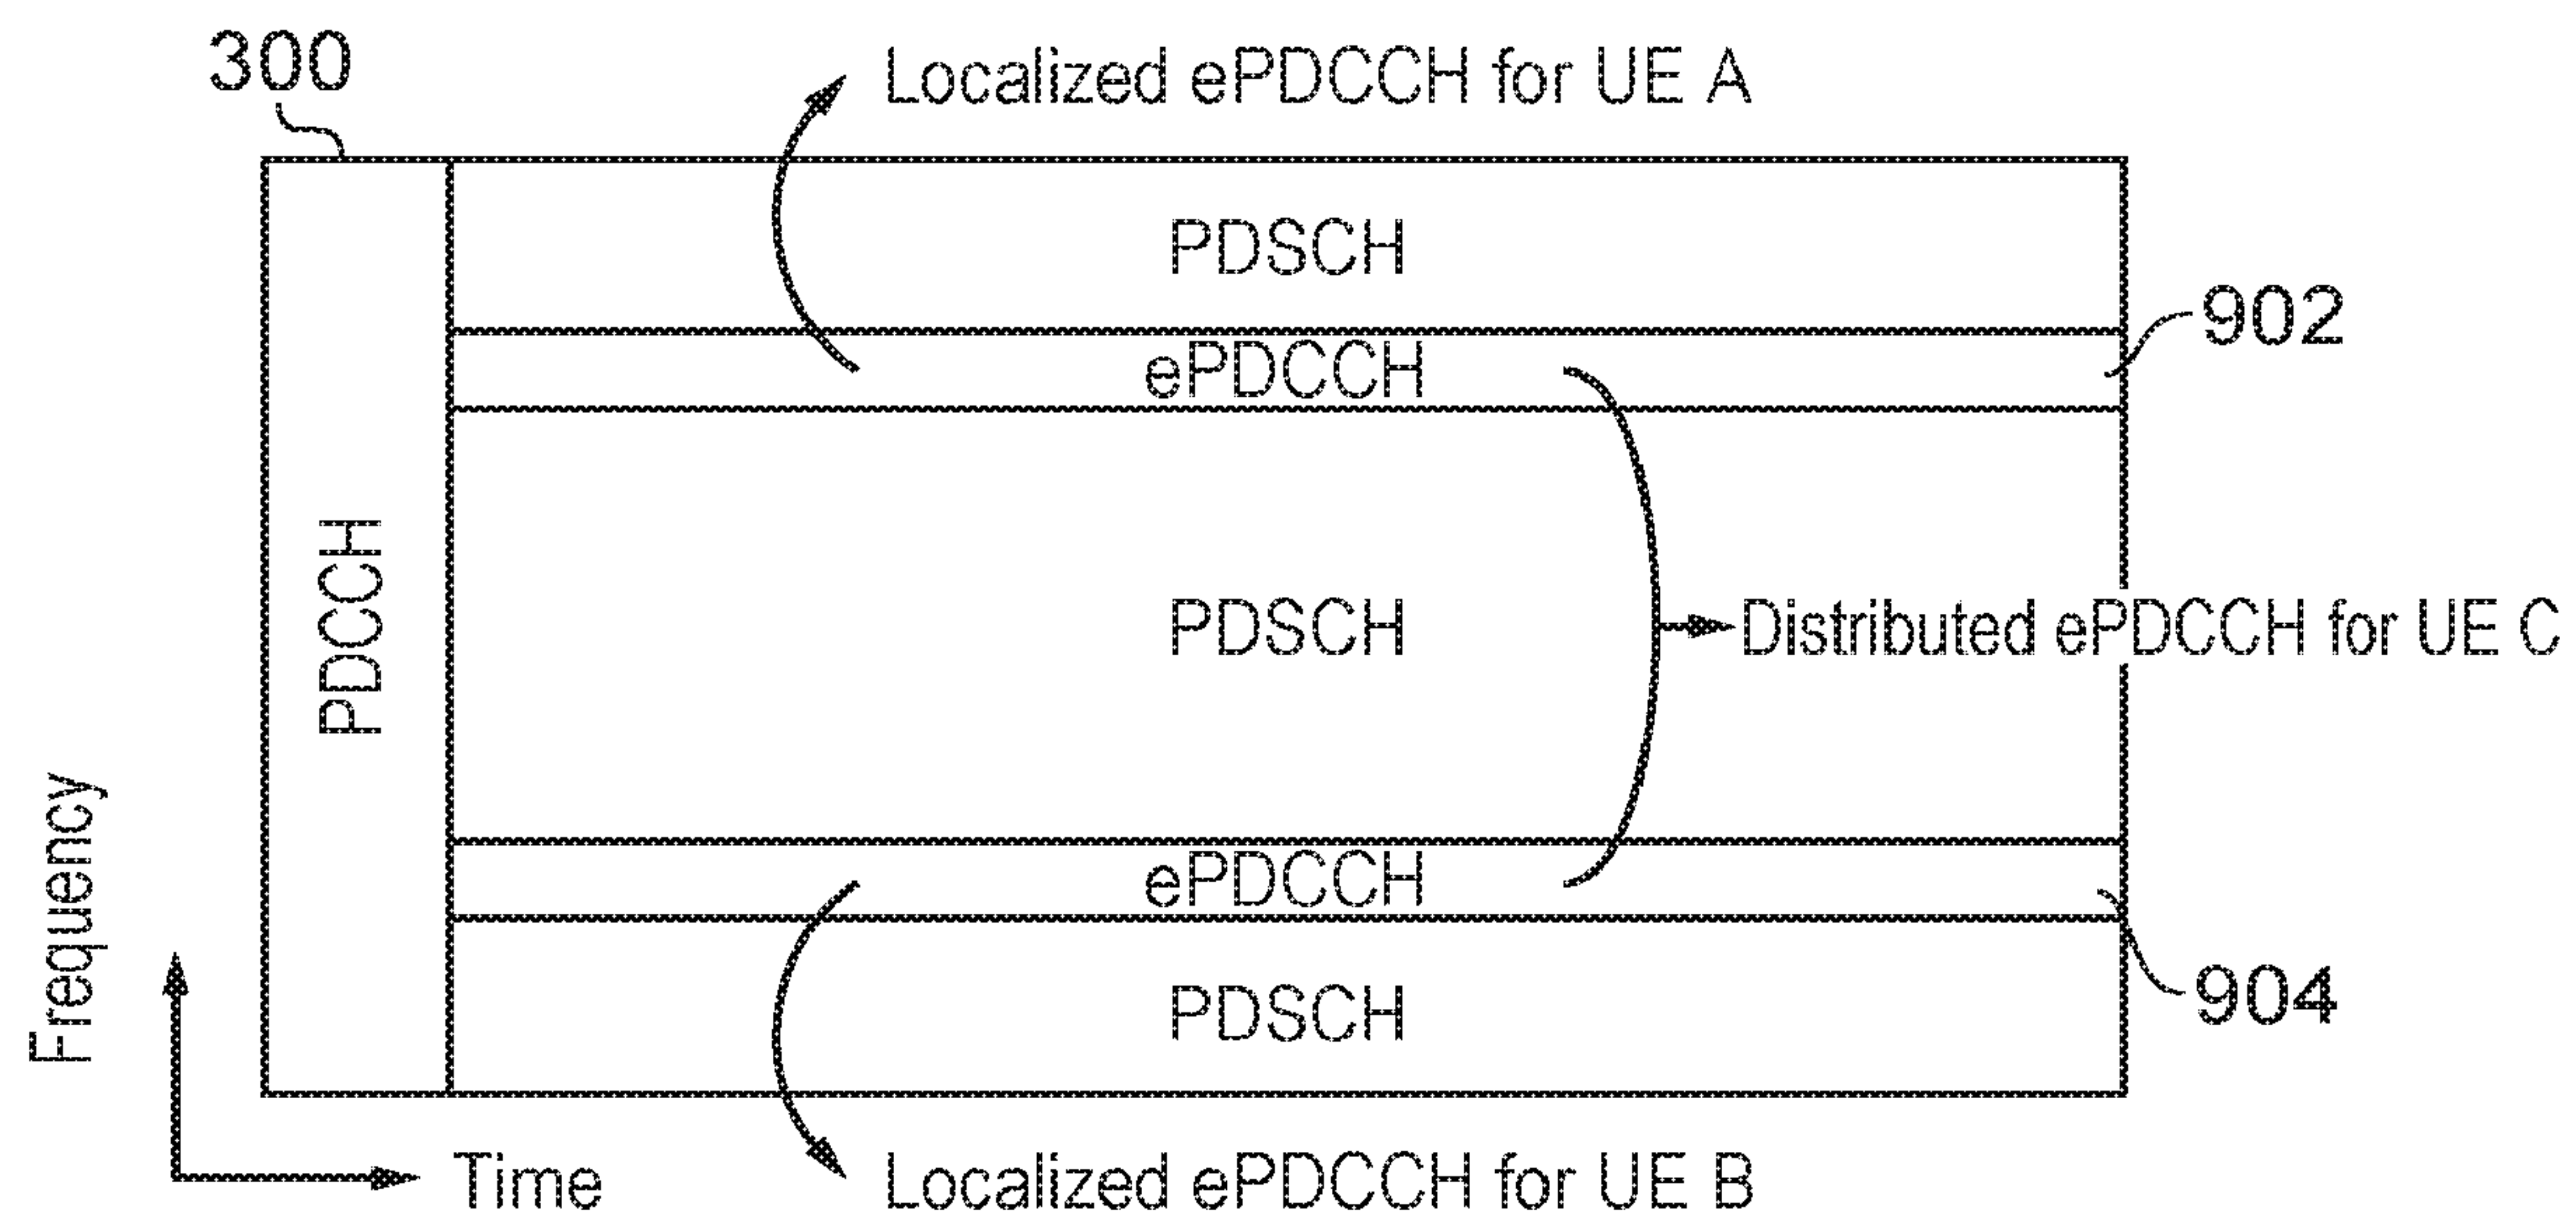 300
Localized ePDCCH for UE A
PDSCH
902
ePDCCH
PDCCH
PDSCH
Distributed ePDCCH for UE C
ePDCCH
904
PDSCH
Frequency
Time
Localized ePDCCH for UE B